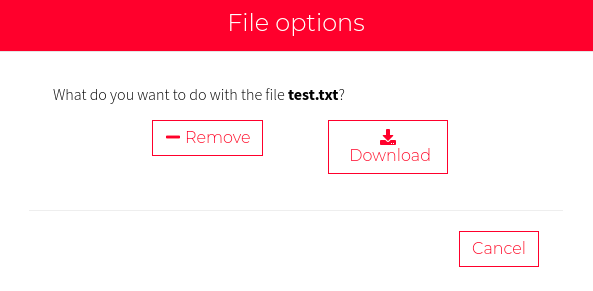 File options
What do you want to do with the file test.txt?
Remove
Download
Cancel